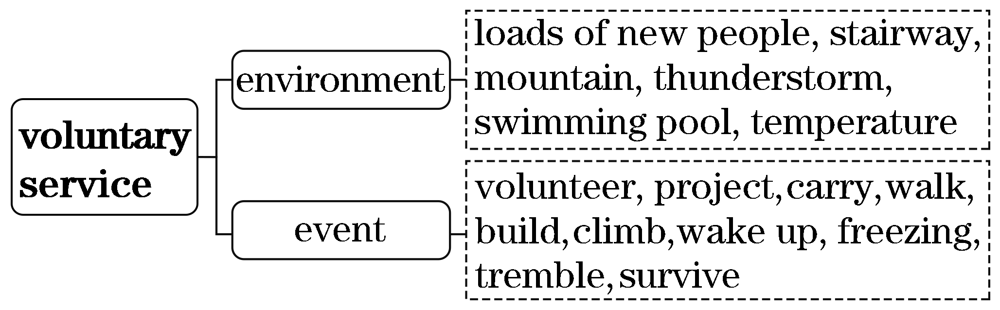 voluntary
service
environment
loads of new people, stairway,
mountain, thunderstorm,
swimming pool, temperature
event
volunteer, project, carry, walk,
build, climb, wake up, freezing,
tremble, survive